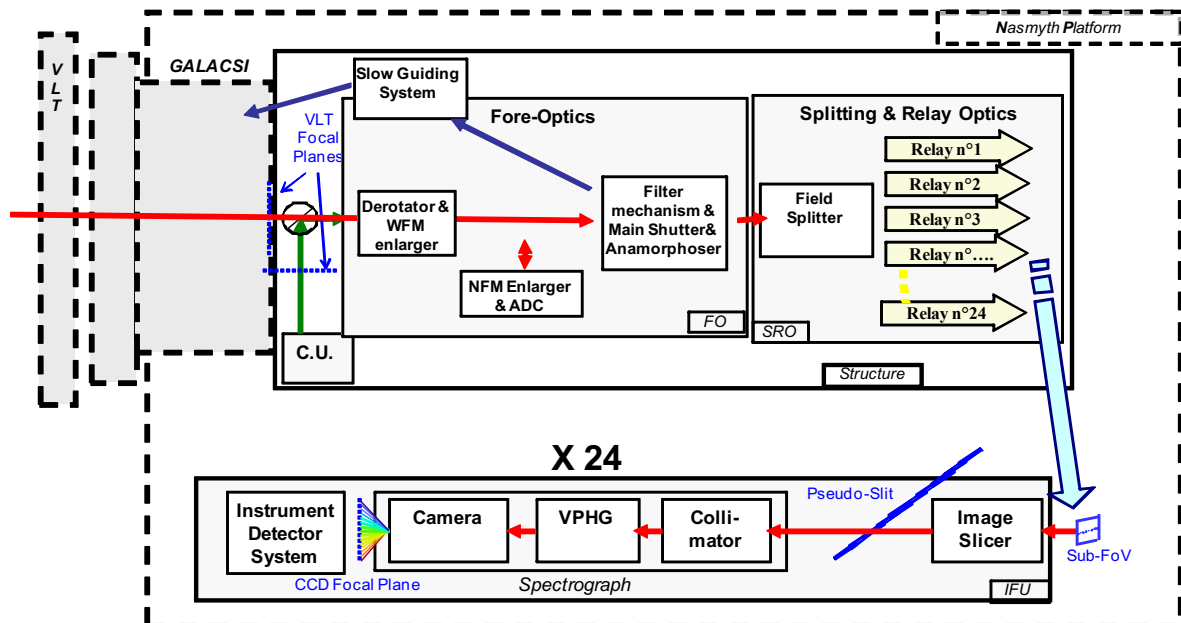 Nasmyth Platform
V
L
T
GALACSI
Slow Guiding
System
VLT
Focal
Planes
Fore-Optics
Derotator &
WFM
enlarger
NFM Enlarger
& ADC
Filter
mechanism &
Main Shutter&
Anamorphoser
FO
C.U.
Splitting & Relay Optics
Field
Splitter
Relay n°1
Relay n°2
Relay n°3
Relay n°....
Relay n°24
SRO
Structure
X 24
Instrument
Detector
System
CCD Focal Plane
Camera
VPHG
Colli-
mator
Spectrograph
Pseudo-Slit
Image
Slicer
Sub-FoV
IFU